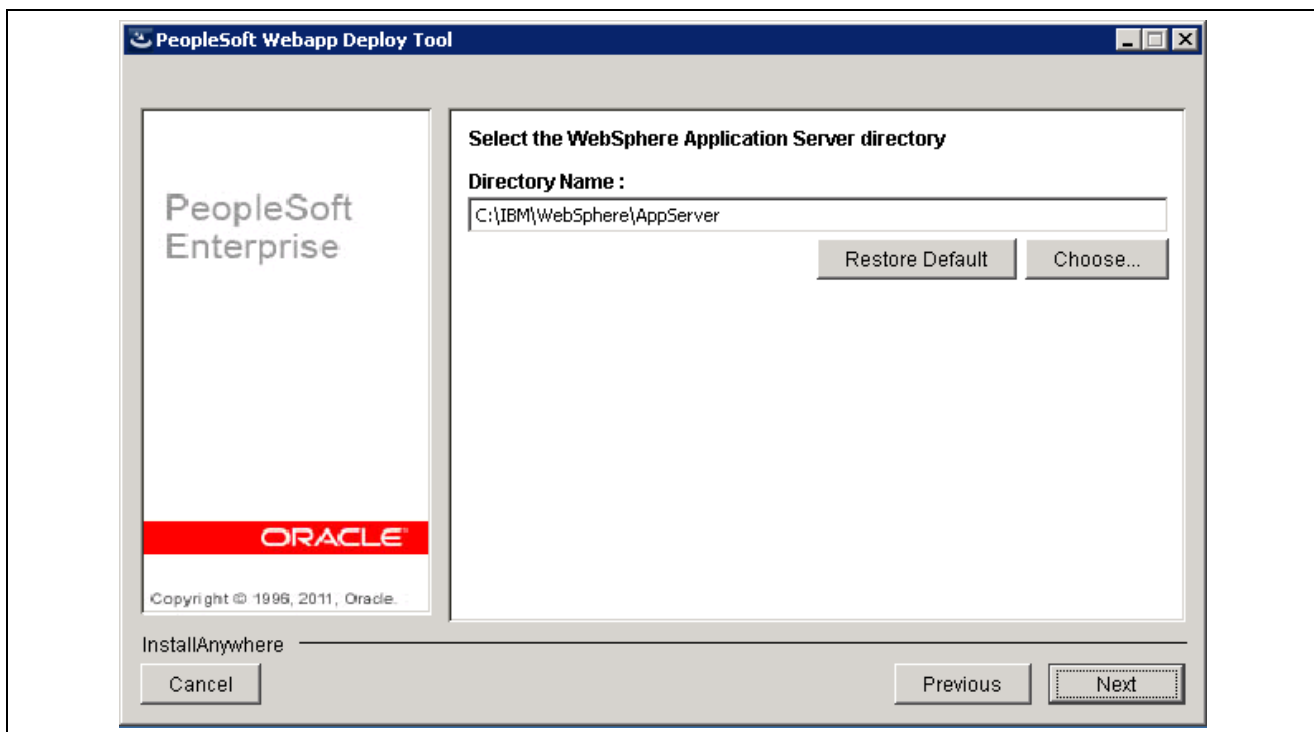 PeopleSoft Webapp Deploy Tool
PeopleSoft
Enterprise
ORACLE
Copyright © 1996, 2011, Oracle.
Select the WebSphere Application Server directory
Directory Name :
C:\IBM\WebSphere\AppServer
Restore Default
Choose...
InstallAnywhere
Cancel
Previous
Next